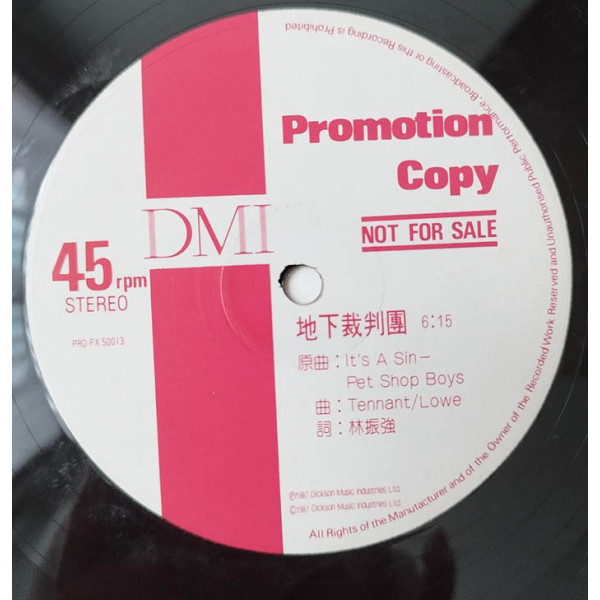 Promotion
Copy
NOT FOR SALE
DMI
45 rpm
STEREO
PRO-FX 50013
地下裁判團 6:15
原曲：It's A Sin—
Pet Shop Boys
曲：Tennant/Lowe
詞：林振強
℗1987 Dickson Music Industries Ltd.
©1987 Dickson Music Industries Ltd.
All Rights of the Manufacturer and of the Owner of the Recorded Work Reserved and Unauthorised Public Performance, Broadcasting or this Recording is Prohibited